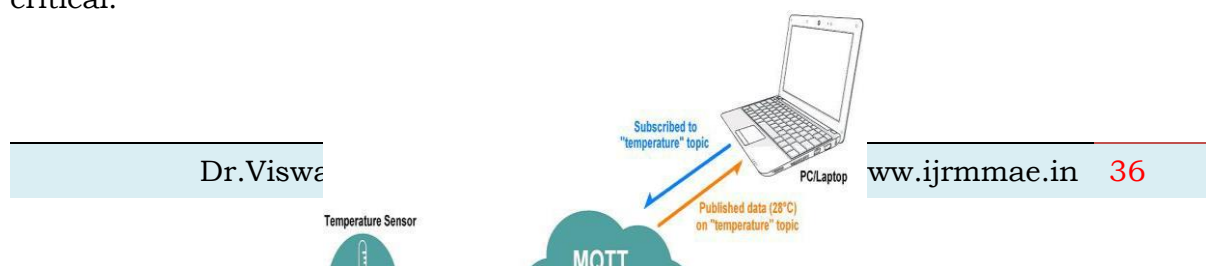 critical.
Subscribed to
"temperature" topic
PC/Laptop
Dr.Viswa
ww.ijrmmae.in 36
Published data (28°C)
on "temperature" topic
Temperature Sensor
MQTT